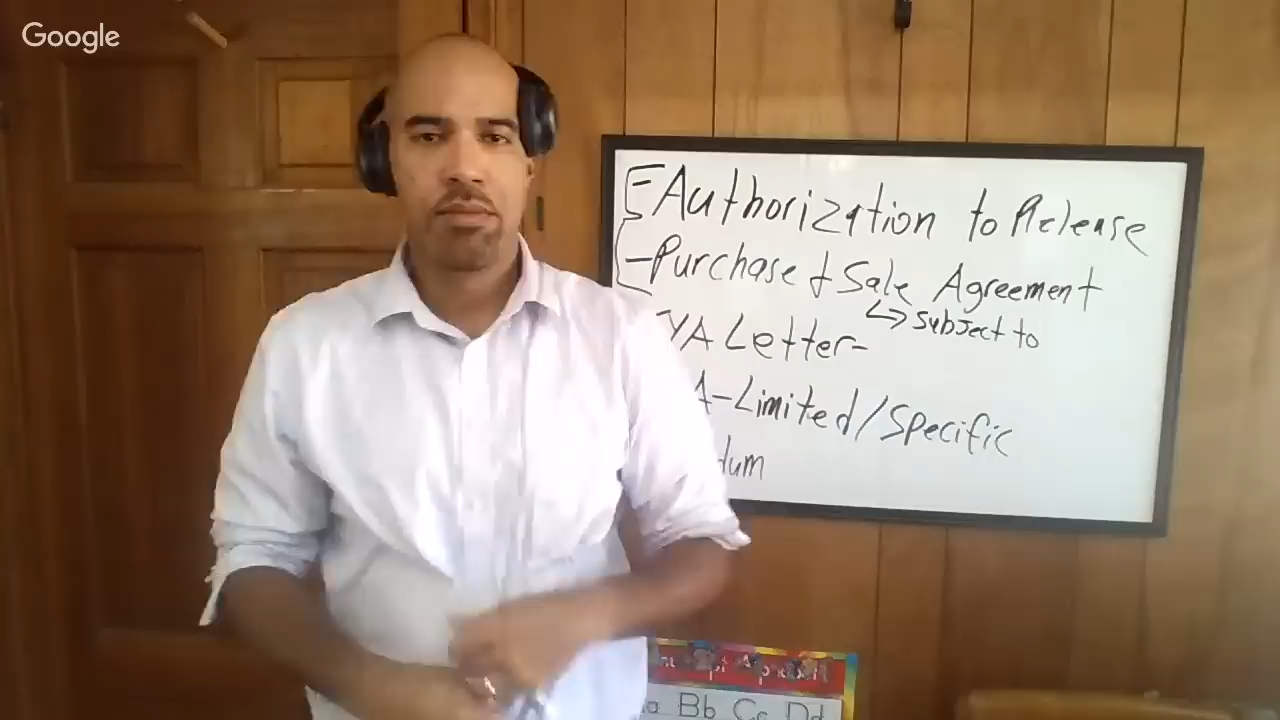 Google
- Authorization to Release
- Purchase & Sale Agreement
↳ subject to
YA Letter-
A-Limited/Specific
dum
a Bb Cc Dd